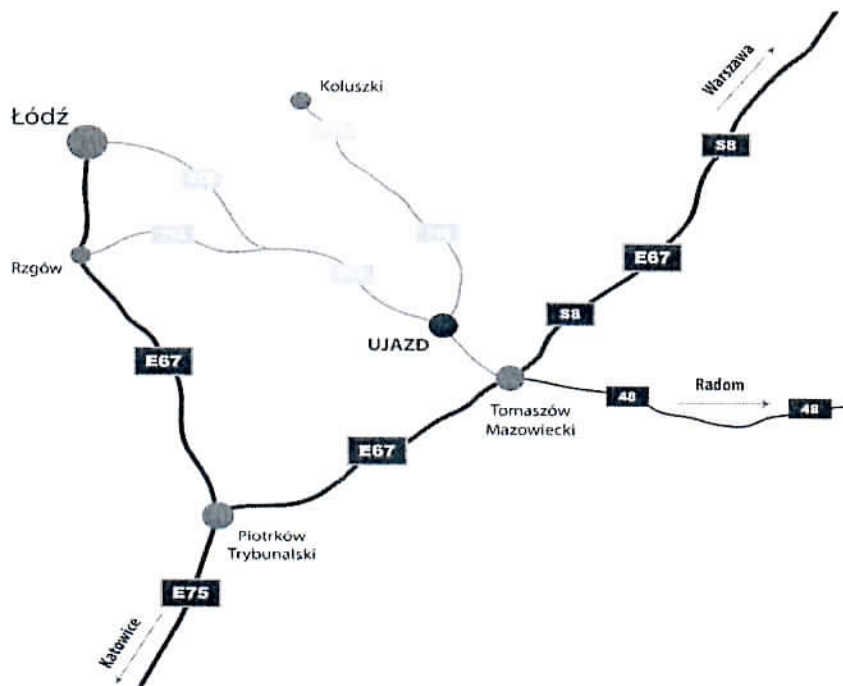 Koluszki
Łódź
Warszawa
S8
Rzgów
E67
S8
UJAZD
E67
Tomaszów
Mazowiecki
48
Radom
48
E67
Piotrków
Trybunalski
E75
Katowice